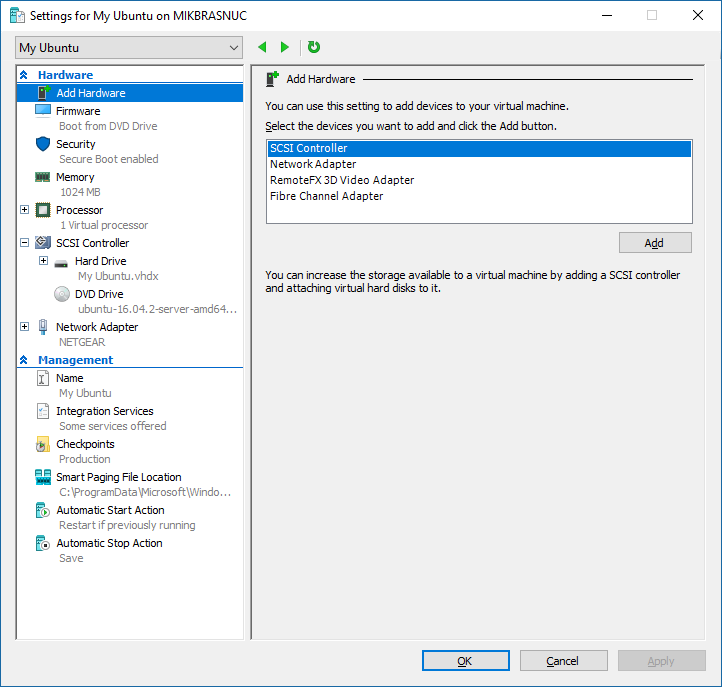 Settings for My Ubuntu on MIKBRASNUC
My Ubuntu
Hardware
Add Hardware
Firmware
Boot from DVD Drive
Security
Secure Boot enabled
Memory
1024 MB
Processor
1 Virtual processor
SCSI Controller
Hard Drive
My Ubuntu.vhdx
DVD Drive
ubuntu-16.04.2-server-amd64...
Network Adapter
NETGEAR
Management
Name
My Ubuntu
Integration Services
Some services offered
Checkpoints
Production
Smart Paging File Location
C:\ProgramData\Microsoft\Windo...
Automatic Start Action
Restart if previously running
Automatic Stop Action
Save
Add Hardware
You can use this setting to add devices to your virtual machine.
Select the devices you want to add and click the Add button.
SCSI Controller
Network Adapter
RemoteFX 3D Video Adapter
Fibre Channel Adapter
Add
You can increase the storage available to a virtual machine by adding a SCSI controller
and attaching virtual hard disks to it.
OK
Cancel
Apply